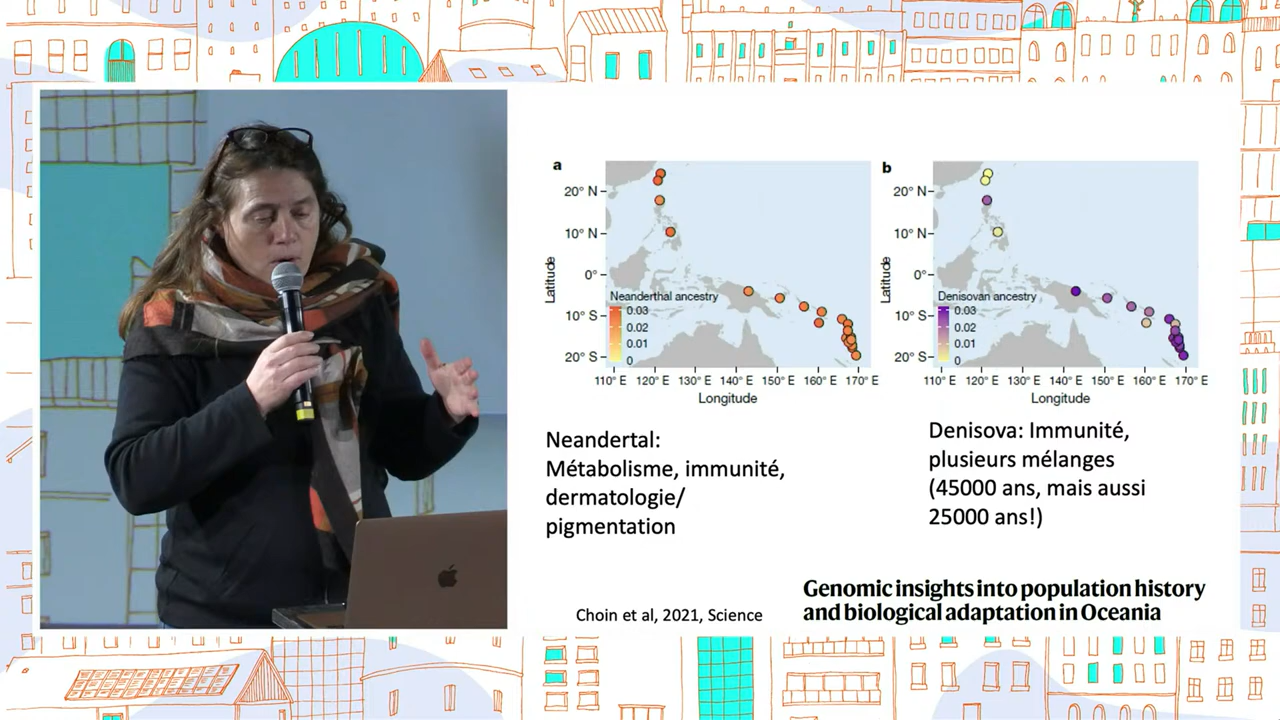 a
20° N
10° N
0°
10° S
20° S
Latitude
Neanderthal ancestry
0.03
0.02
0.01
0
110° E 120° E 130° E 140° E 150° E 160° E 170° E
Longitude
b
20° N
10° N
0°
10° S
20° S
Latitude
Denisovan ancestry
0.03
0.02
0.01
0
110° E 120° E 130° E 140° E 150° E 160° E 170° E
Longitude
Neandertal:
Métabolisme, immunité,
dermatologie/
pigmentation
Denisova: Immunité,
plusieurs mélanges
(45000 ans, mais aussi
25000 ans!)
Genomic insights into population history
and biological adaptation in Oceania
Choin et al, 2021, Science